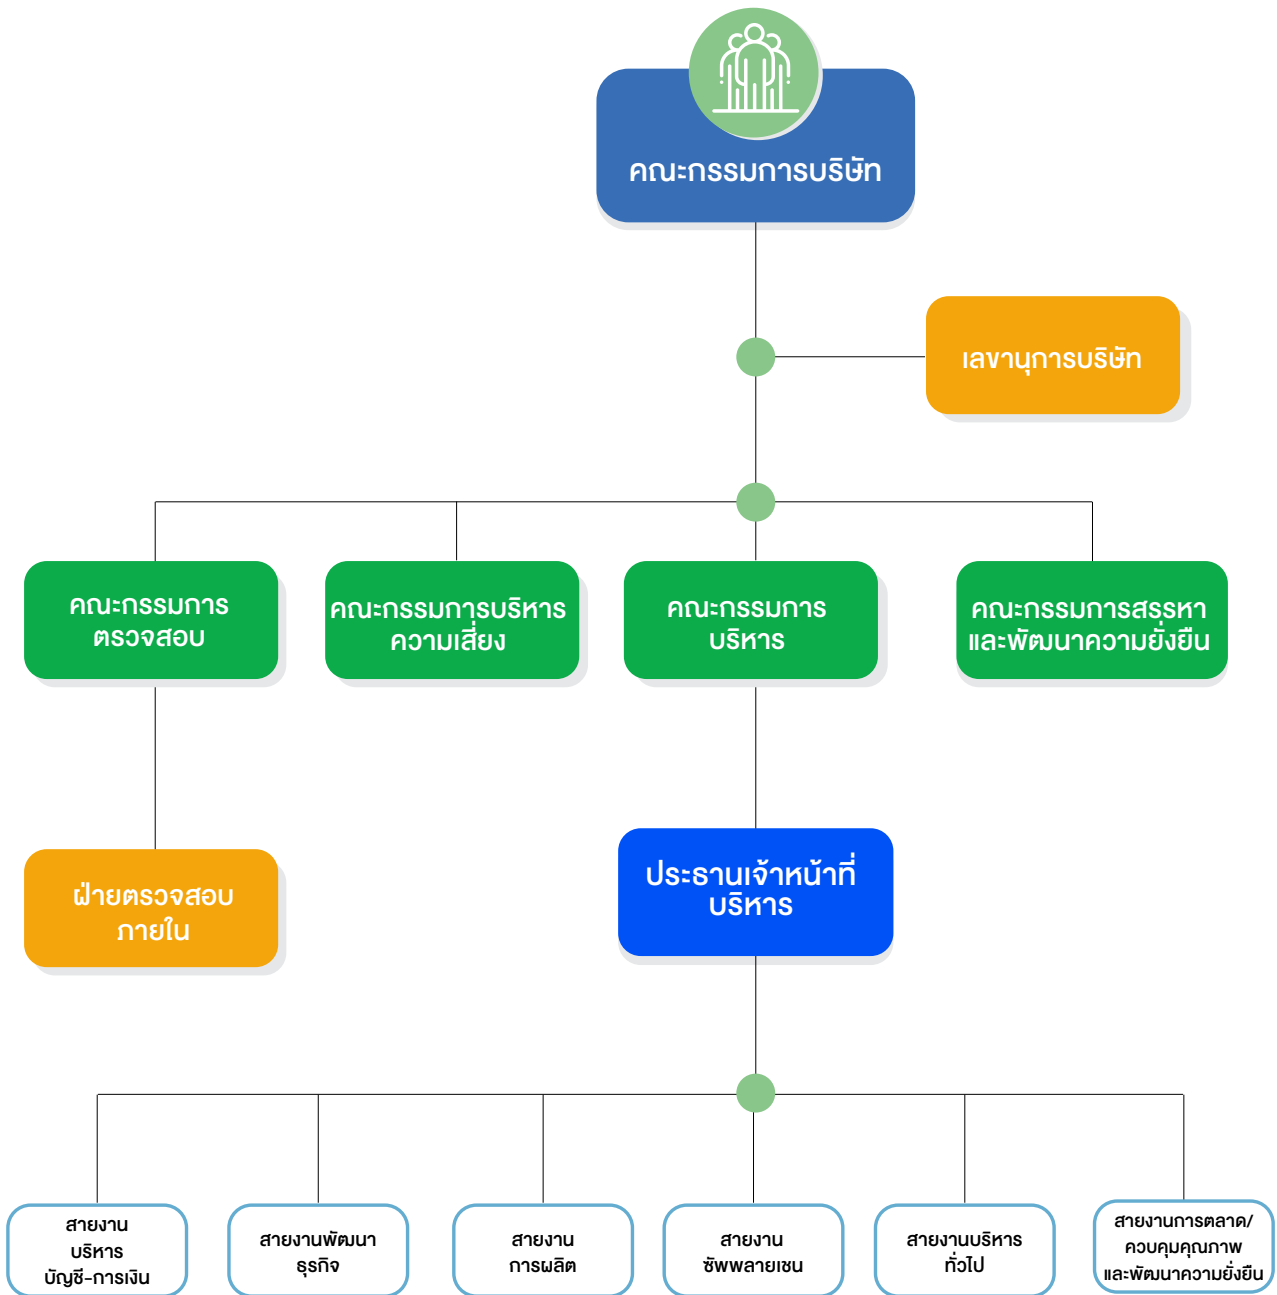 คณะกรรมการบริษัท
เลขานุการบริษัท
คณะกรรมการ
ตรวจสอบ
คณะกรรมการบริหาร
ความเสี่ยง
คณะกรรมการ
บริหาร
คณะกรรมการสรรหา
และพัฒนาความยั่งยืน
ฝ่ายตรวจสอบ
ภายใน
ประธานเจ้าหน้าที่
บริหาร
สายงาน
บริหาร
บัญชี-การเงิน
สายงานพัฒนา
ธุรกิจ
สายงาน
การผลิต
สายงาน
ซัพพลายเชน
สายงานบริหาร
ทั่วไป
สายงานการตลาด/
ควบคุมคุณภาพ
และพัฒนาความยั่งยืน